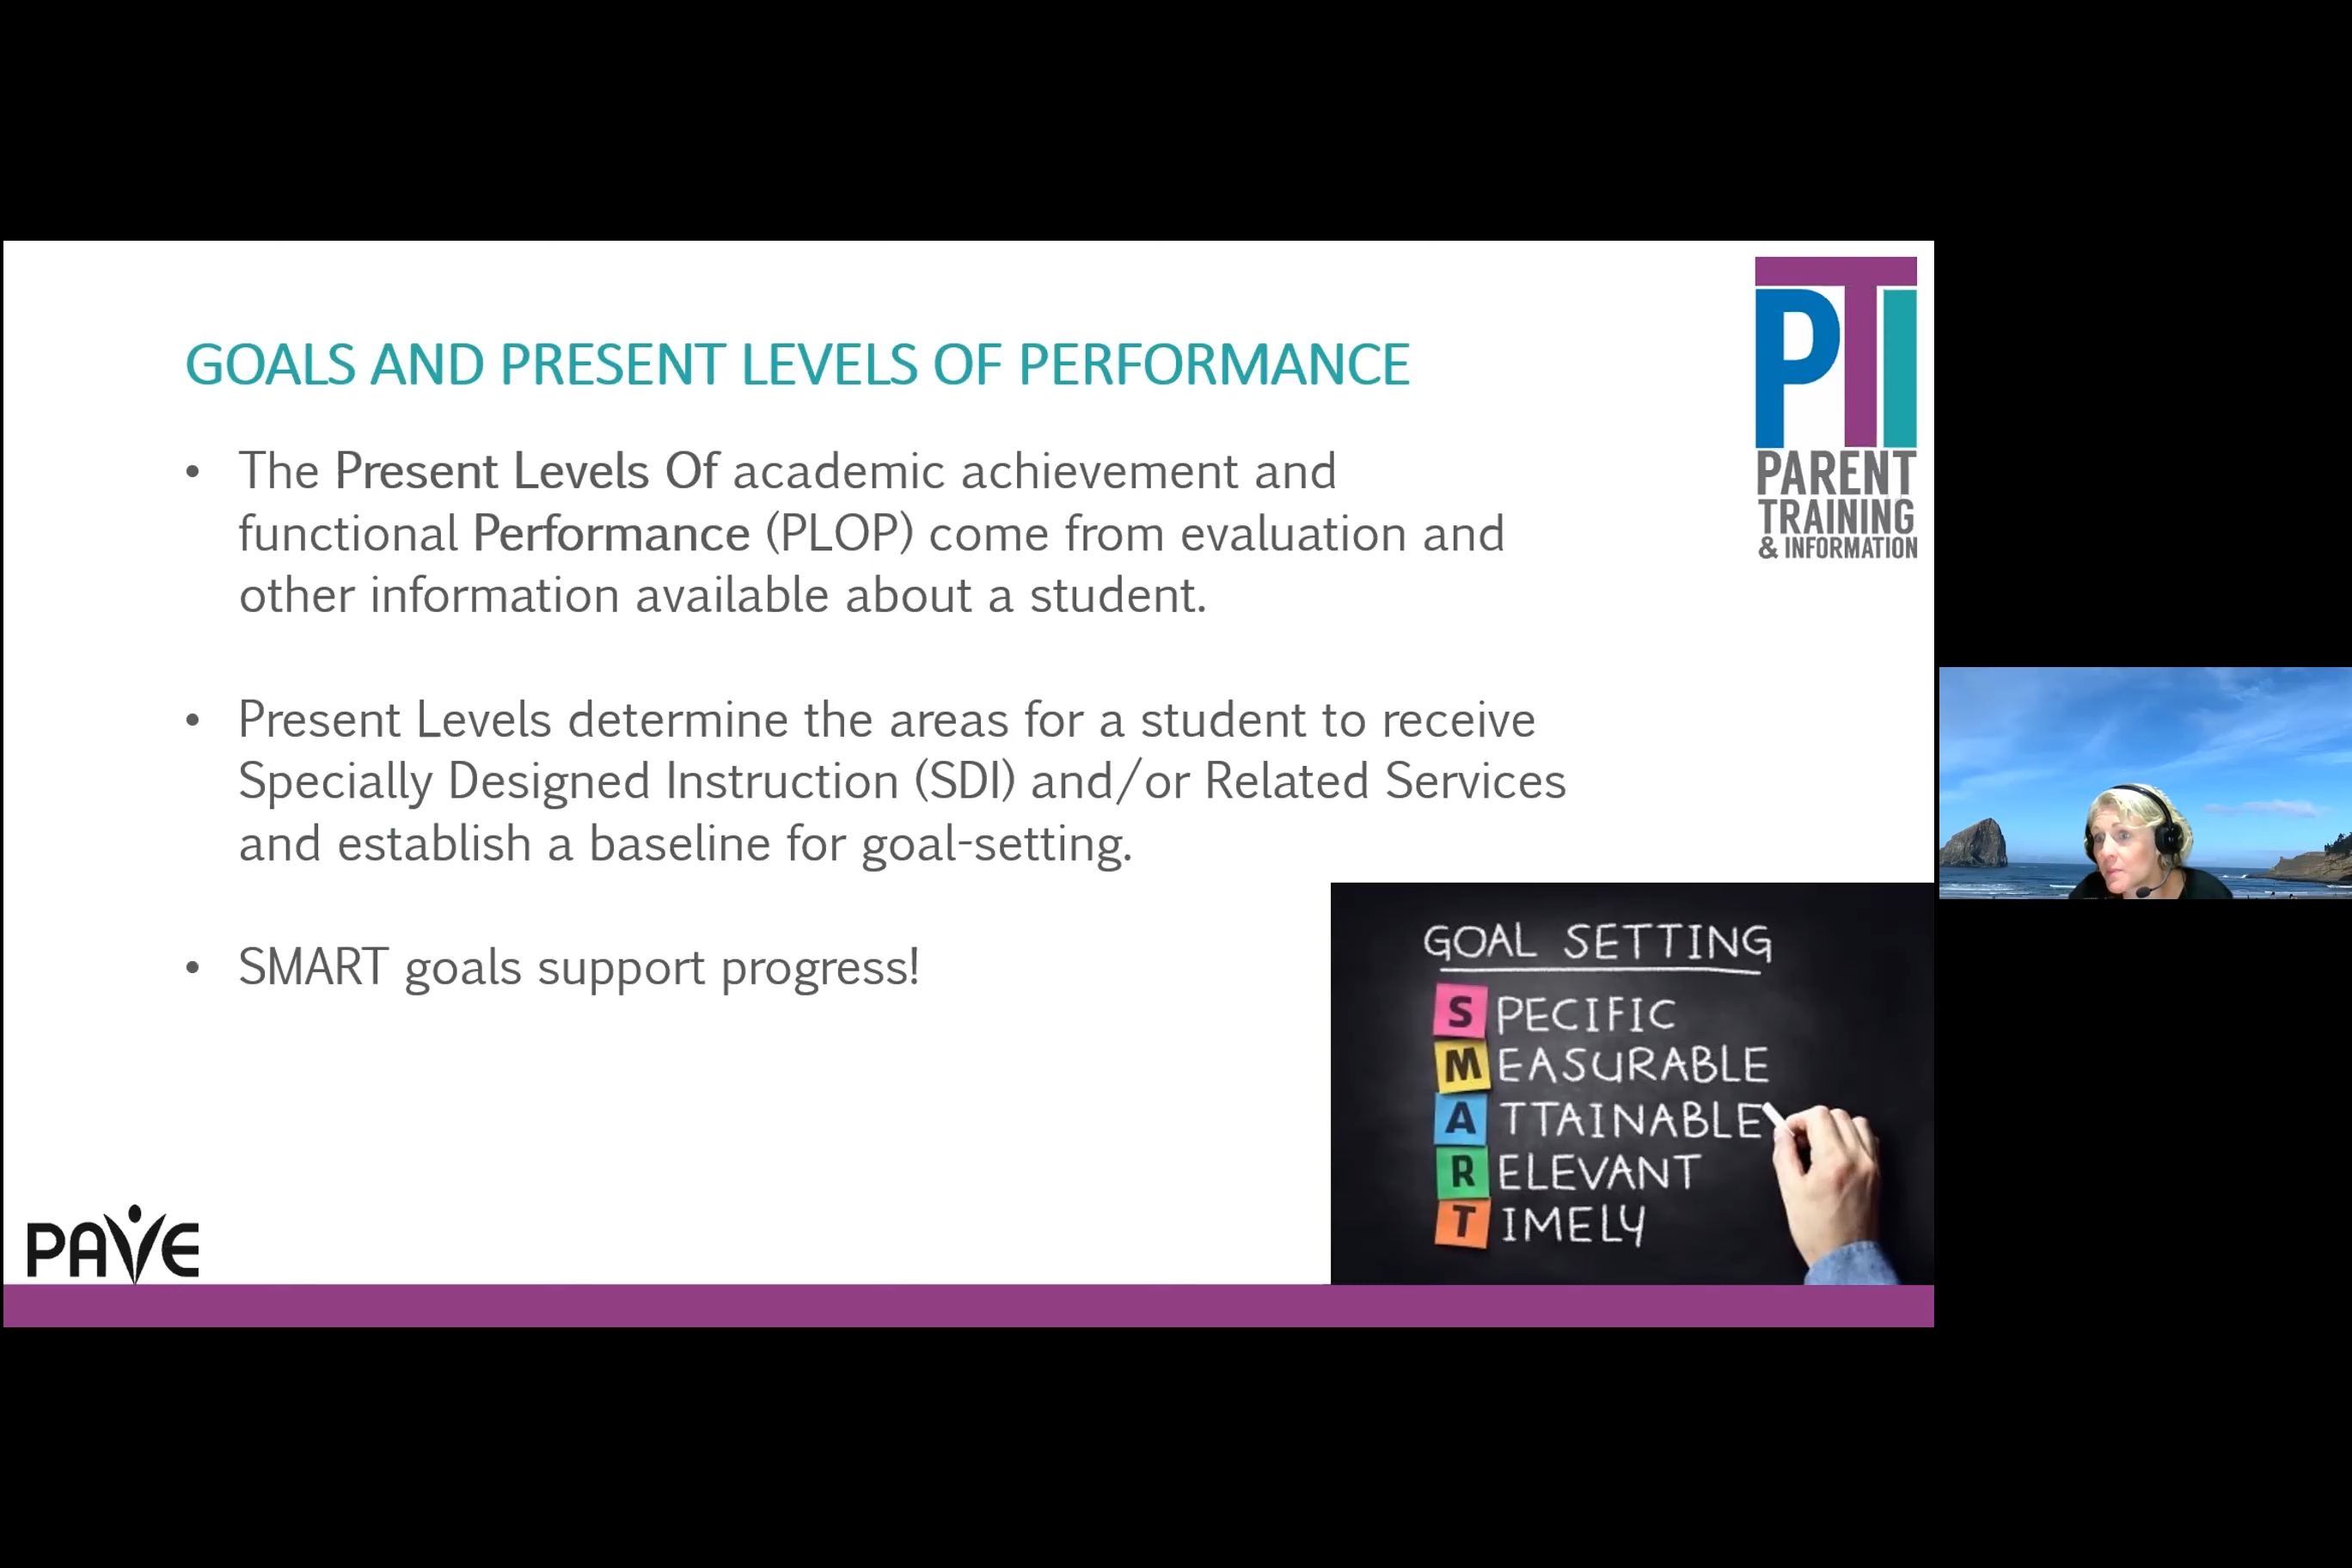 GOALS AND PRESENT LEVELS OF PERFORMANCE
• The Present Levels Of academic achievement and
functional Performance (PLOP) come from evaluation and
other information available about a student.
• Present Levels determine the areas for a student to receive
Specially Designed Instruction (SDI) and/or Related Services
and establish a baseline for goal-setting.
• SMART goals support progress!
PTI
PARENT
TRAINING
& INFORMATION
GOAL SETTING
SPECIFIC
MEASURABLE
ATTAINABLE
RELEVANT
TIMELY
PAVE